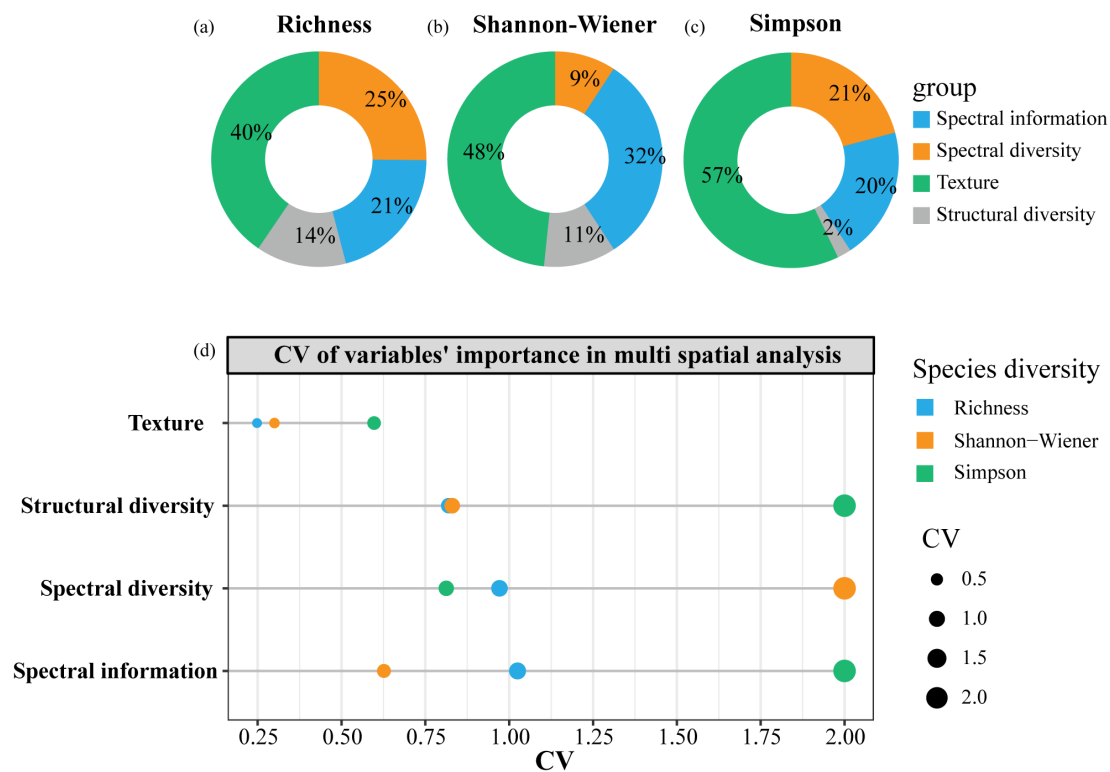 (a) Richness
(b) Shannon-Wiener
(c) Simpson
25%
21%
14%
40%
9%
32%
11%
48%
21%
20%
2%
57%
group
Spectral information
Spectral diversity
Texture
Structural diversity
(d) CV of variables' importance in multi spatial analysis
Texture
Structural diversity
Spectral diversity
Spectral information
0.25 0.50 0.75 1.00 1.25 1.50 1.75 2.00
CV
Species diversity
Richness
Shannon−Wiener
Simpson
CV
0.5
1.0
1.5
2.0